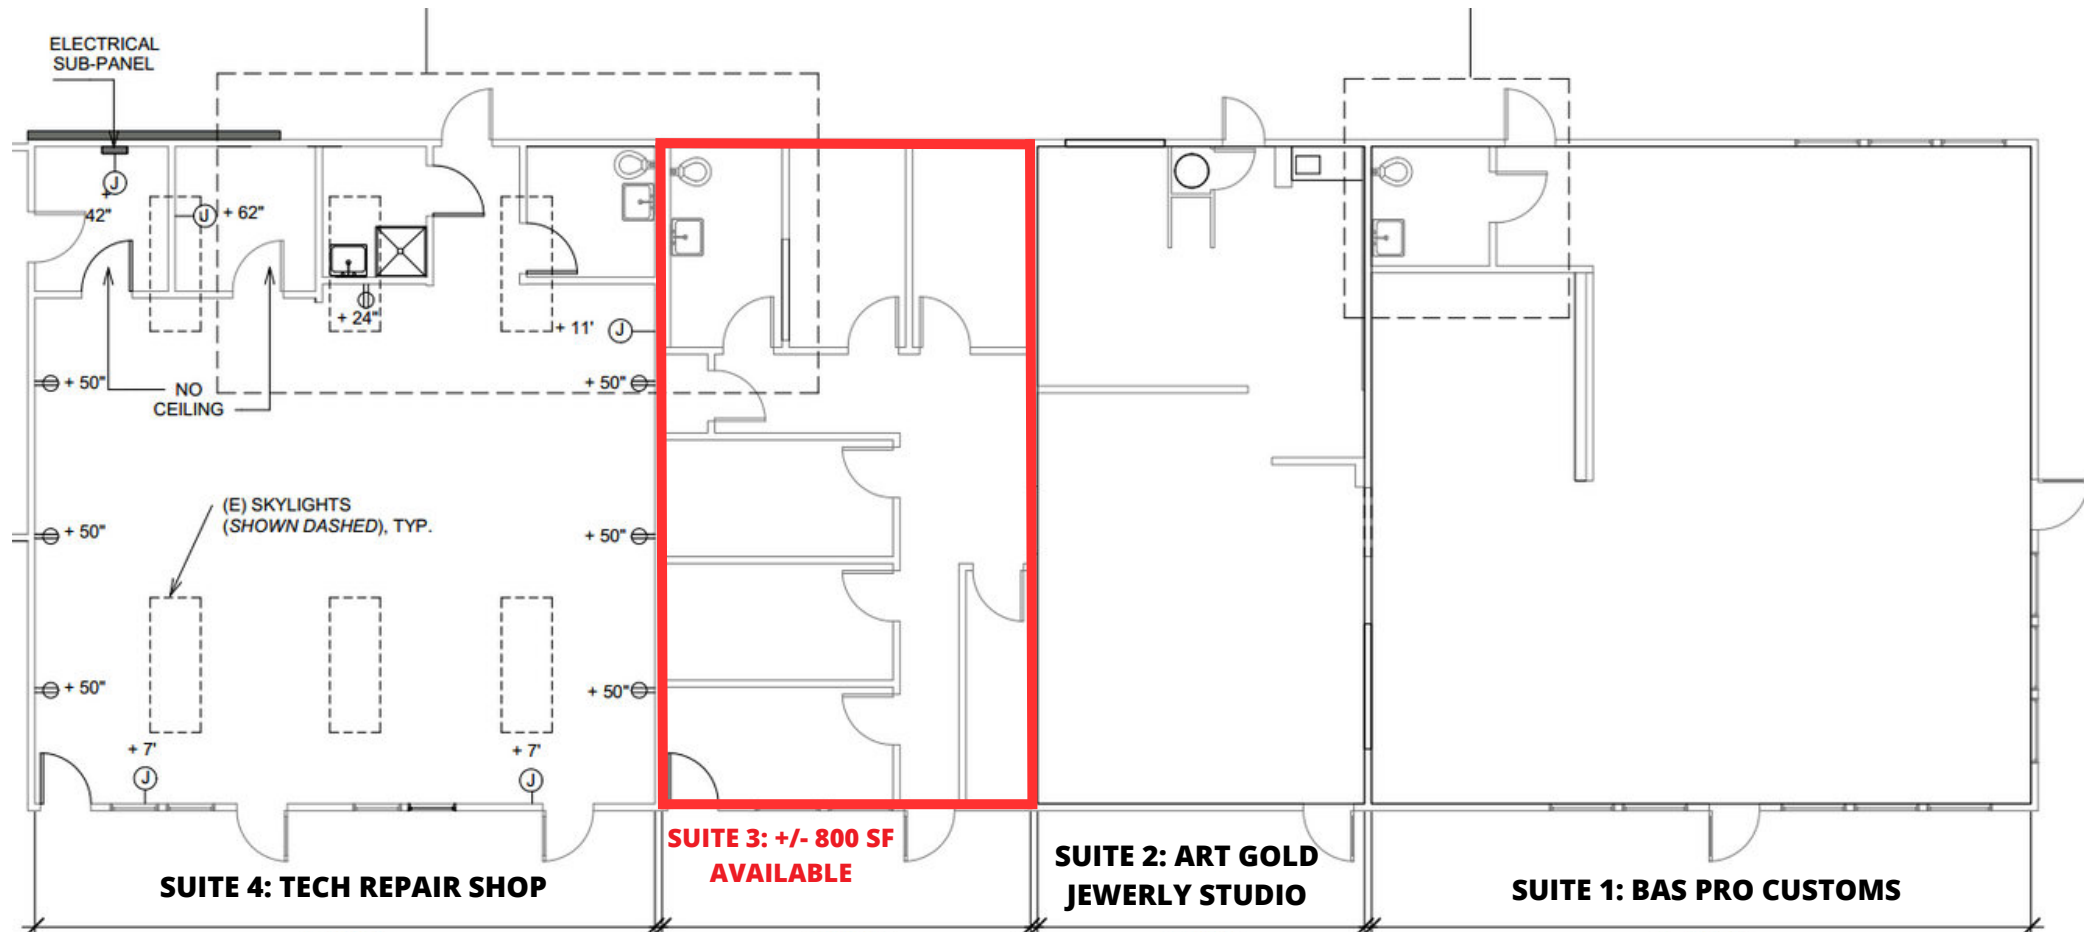 ELECTRICAL
SUB-PANEL
J
+
42"
J
+ 62"
+ 24"
+ 11'
J
+ 50"
NO
CEILING
+ 50"
(E) SKYLIGHTS
(SHOWN DASHED), TYP.
+ 50"
+ 50"
+ 50"
+ 50"
+ 7'
J
+ 7'
J
SUITE 4: TECH REPAIR SHOP
SUITE 3: +/- 800 SF
AVAILABLE
SUITE 2: ART GOLD
JEWERLY STUDIO
SUITE 1: BAS PRO CUSTOMS